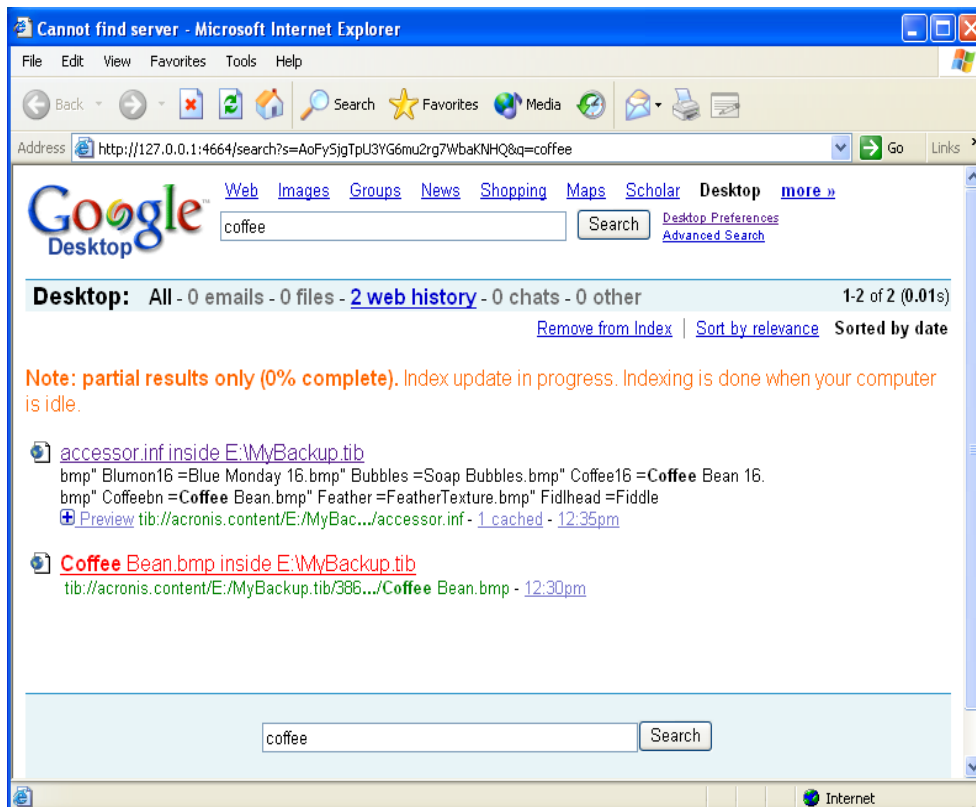 Cannot find server - Microsoft Internet Explorer
File Edit View Favorites Tools Help
Back Search Favorites Media
Address http://127.0.0.1:4664/search?s=AoFySjgTpU3YG6mu2rg7WbaKNHQ&q=coffee Go Links
Google Desktop
Web Images Groups News Shopping Maps Scholar Desktop more »
coffee Search Desktop Preferences
Advanced Search
Desktop: All - 0 emails - 0 files - 2 web history - 0 chats - 0 other 1-2 of 2 (0.01s)
Remove from Index | Sort by relevance Sorted by date
Note: partial results only (0% complete). Index update in progress. Indexing is done when your computer
is idle.
accessor.inf inside E:\MyBackup.tib
bmp" Blumon16 =Blue Monday 16.bmp" Bubbles =Soap Bubbles.bmp" Coffee16 =Coffee Bean 16.
bmp" Coffeebn =Coffee Bean.bmp" Feather =FeatherTexture.bmp" Fidlhead =Fiddle
Preview tib://acronis.content/E:/MyBac.../accessor.inf - 1 cached - 12:35pm
Coffee Bean.bmp inside E:\MyBackup.tib
tib://acronis.content/E:/MyBackup.tib/386.../Coffee Bean.bmp - 12:30pm
coffee Search
Internet